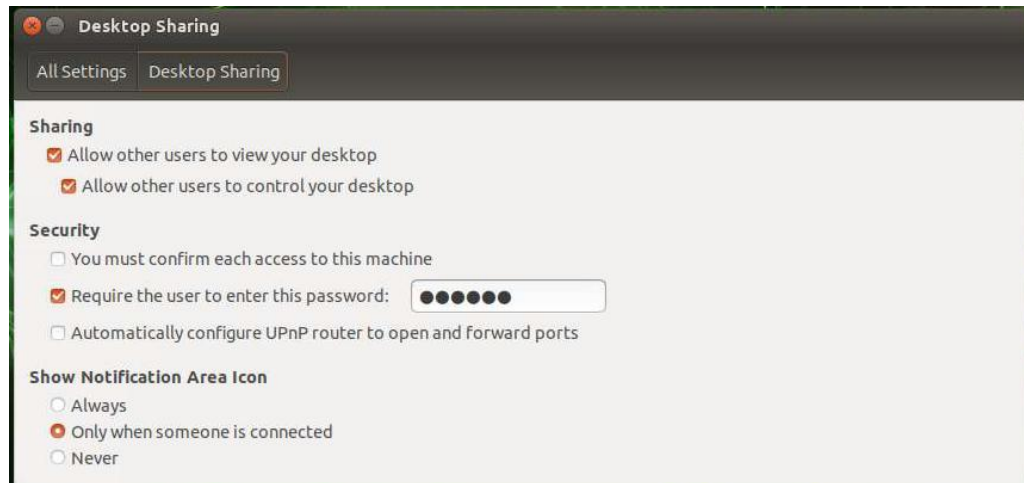 Desktop Sharing
All Settings Desktop Sharing
Sharing
Allow other users to view your desktop
Allow other users to control your desktop
Security
You must confirm each access to this machine
Require the user to enter this password: ●●●●●●
Automatically configure UPnP router to open and forward ports
Show Notification Area Icon
Always
Only when someone is connected
Never